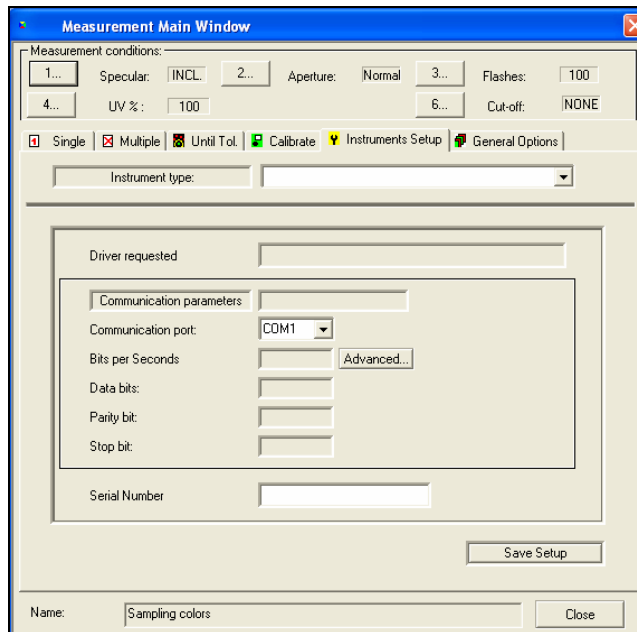 Measurement Main Window
Measurement conditions:
1... Specular: INCL. 2... Aperture: Normal 3... Flashes: 100
4... UV % : 100 6... Cut-off: NONE
1 Single Multiple Until Tol. Calibrate Instruments Setup General Options
Instrument type:
Driver requested
Communication parameters
Communication port: COM1
Bits per Seconds Advanced...
Data bits:
Parity bit:
Stop bit:
Serial Number
Save Setup
Name: Sampling colors Close